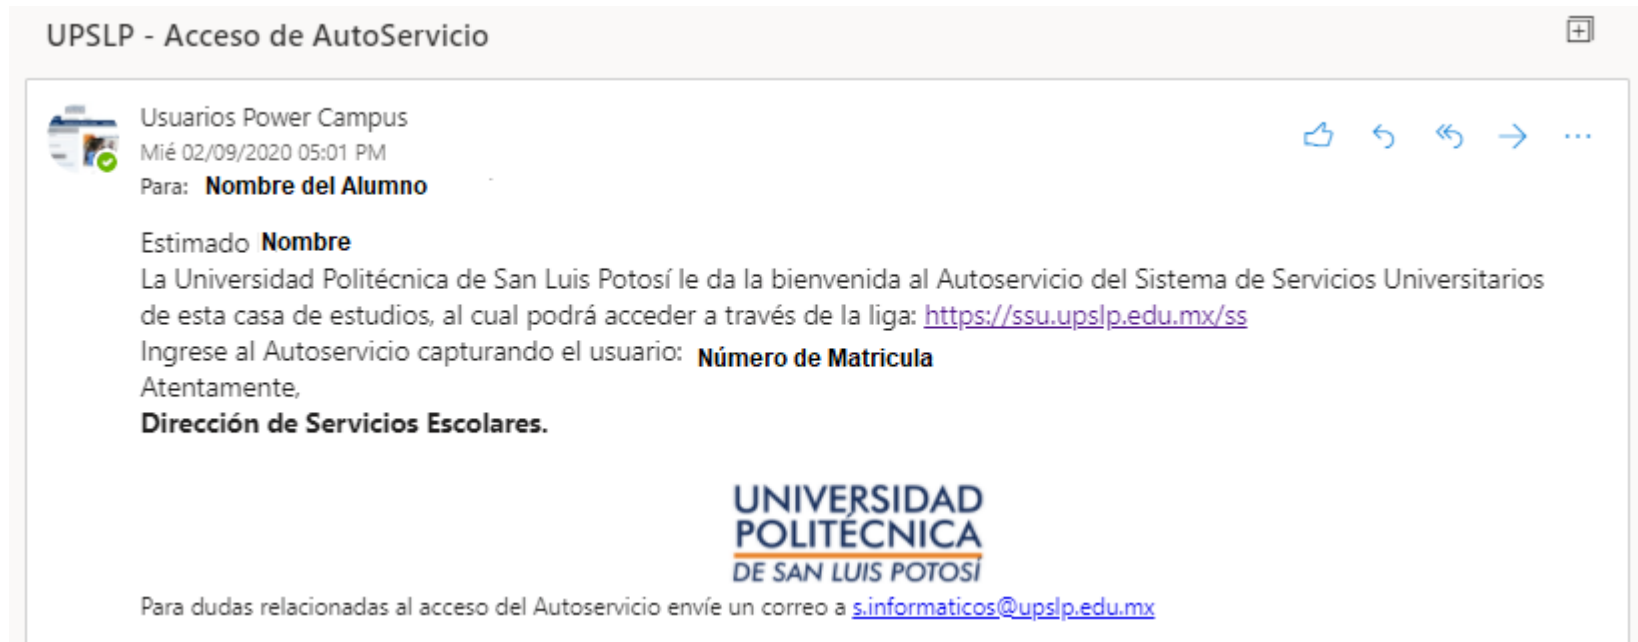 UPSLP - Acceso de AutoServicio
Usuarios Power Campus
Mié 02/09/2020 05:01 PM
Para: Nombre del Alumno
Estimado Nombre
La Universidad Politécnica de San Luis Potosí le da la bienvenida al Autoservicio del Sistema de Servicios Universitarios
de esta casa de estudios, al cual podrá acceder a través de la liga: https://ssu.upslp.edu.mx/ss
Ingrese al Autoservicio capturando el usuario: Número de Matricula
Atentamente,
Dirección de Servicios Escolares.
UNIVERSIDAD
POLITÉCNICA
DE SAN LUIS POTOSÍ
Para dudas relacionadas al acceso del Autoservicio envíe un correo a s.informaticos@upslp.edu.mx